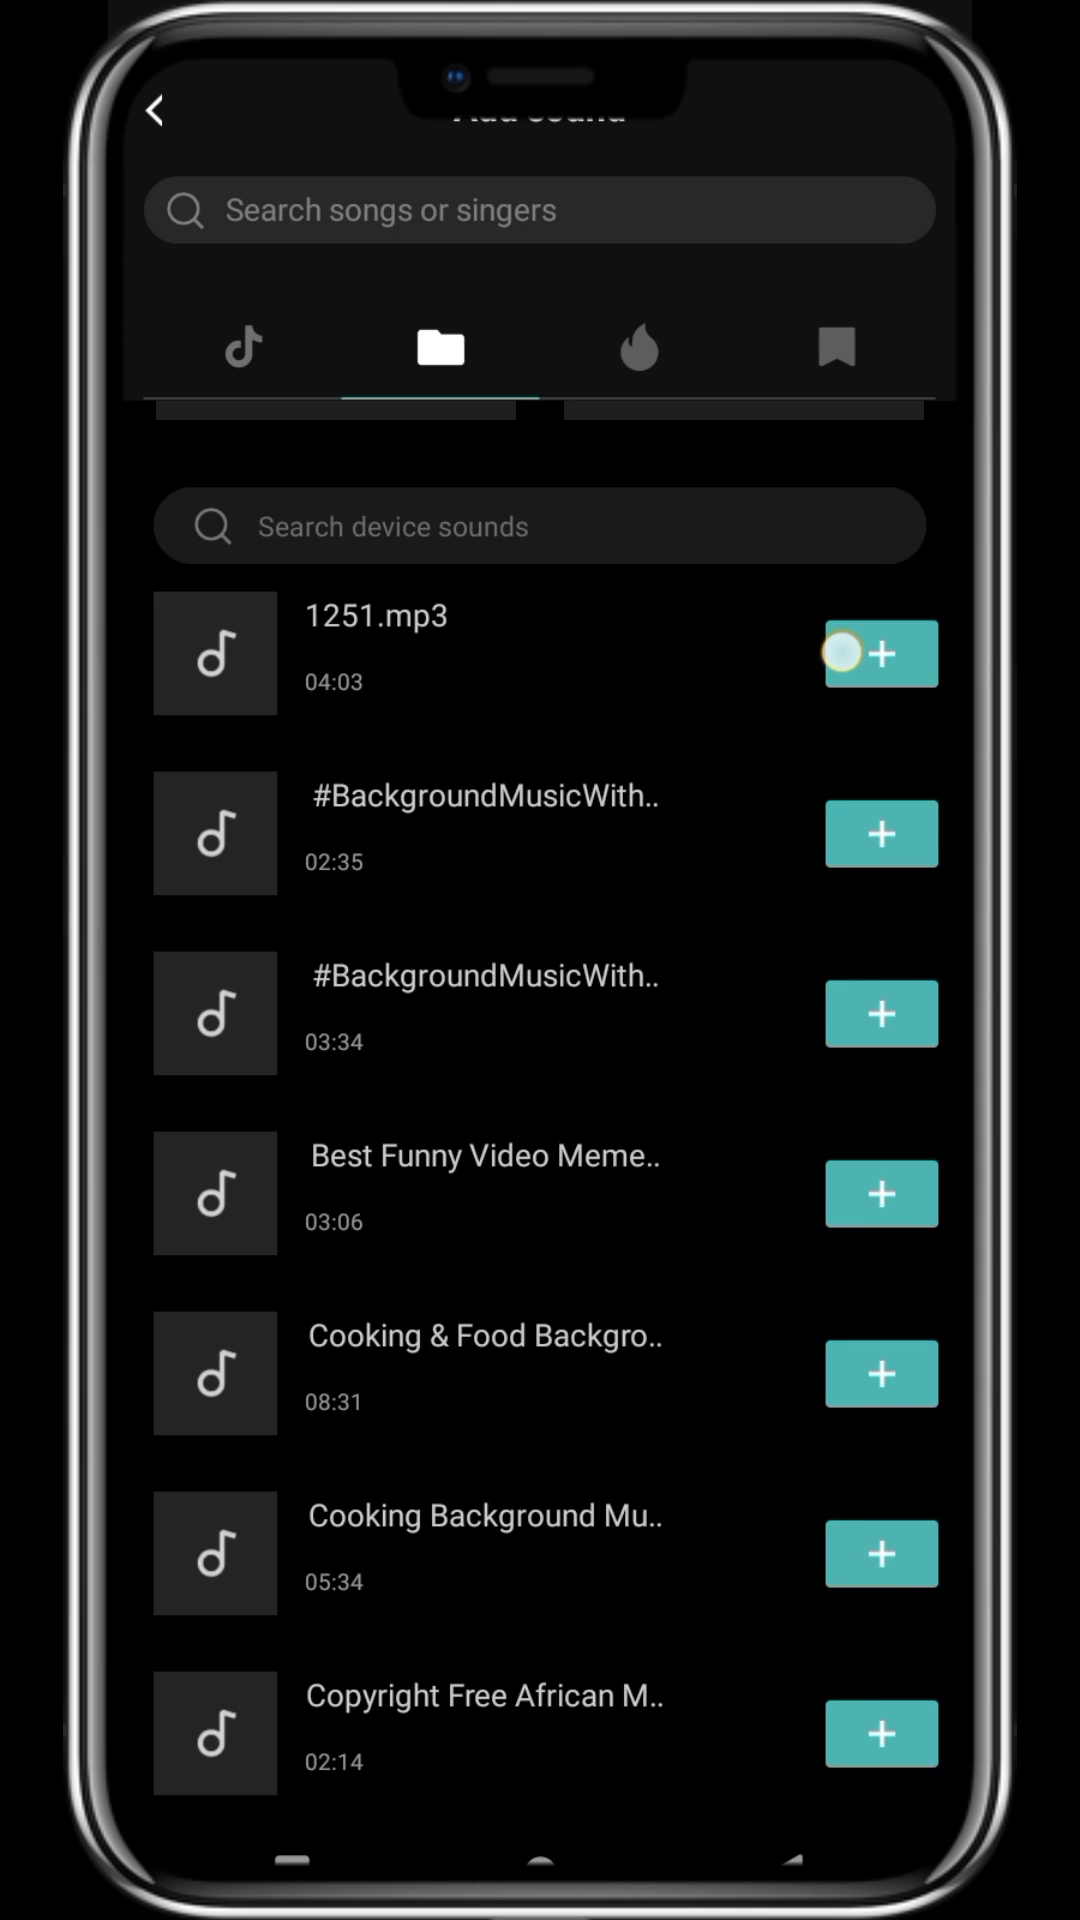 Add sound
Search songs or singers
Search device sounds
1251.mp3
04:03
#BackgroundMusicWith..
02:35
#BackgroundMusicWith..
03:34
Best Funny Video Meme..
03:06
Cooking & Food Backgro..
08:31
Cooking Background Mu..
05:34
Copyright Free African M..
02:14